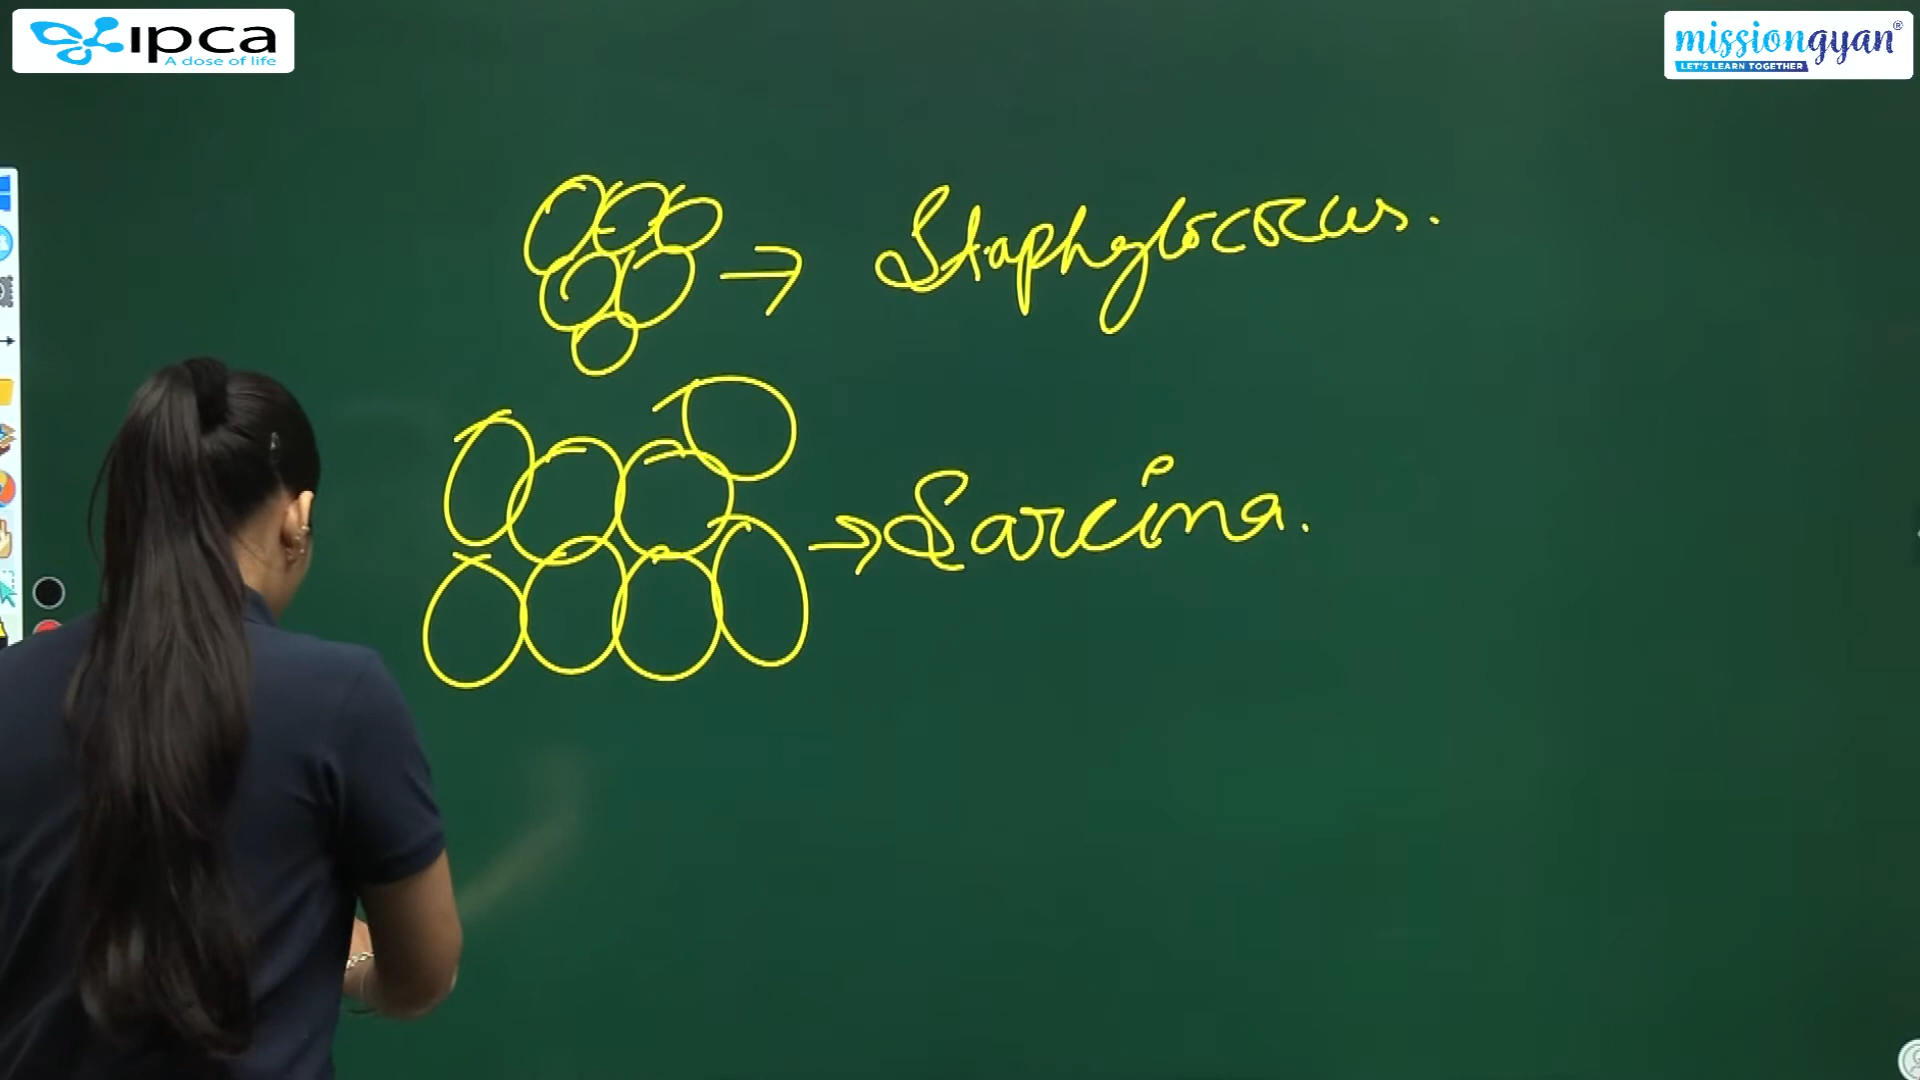 ipca
A dose of life
missiongyan®
LET'S LEARN TOGETHER
→ Staphylococcus.
→ Sarcina.